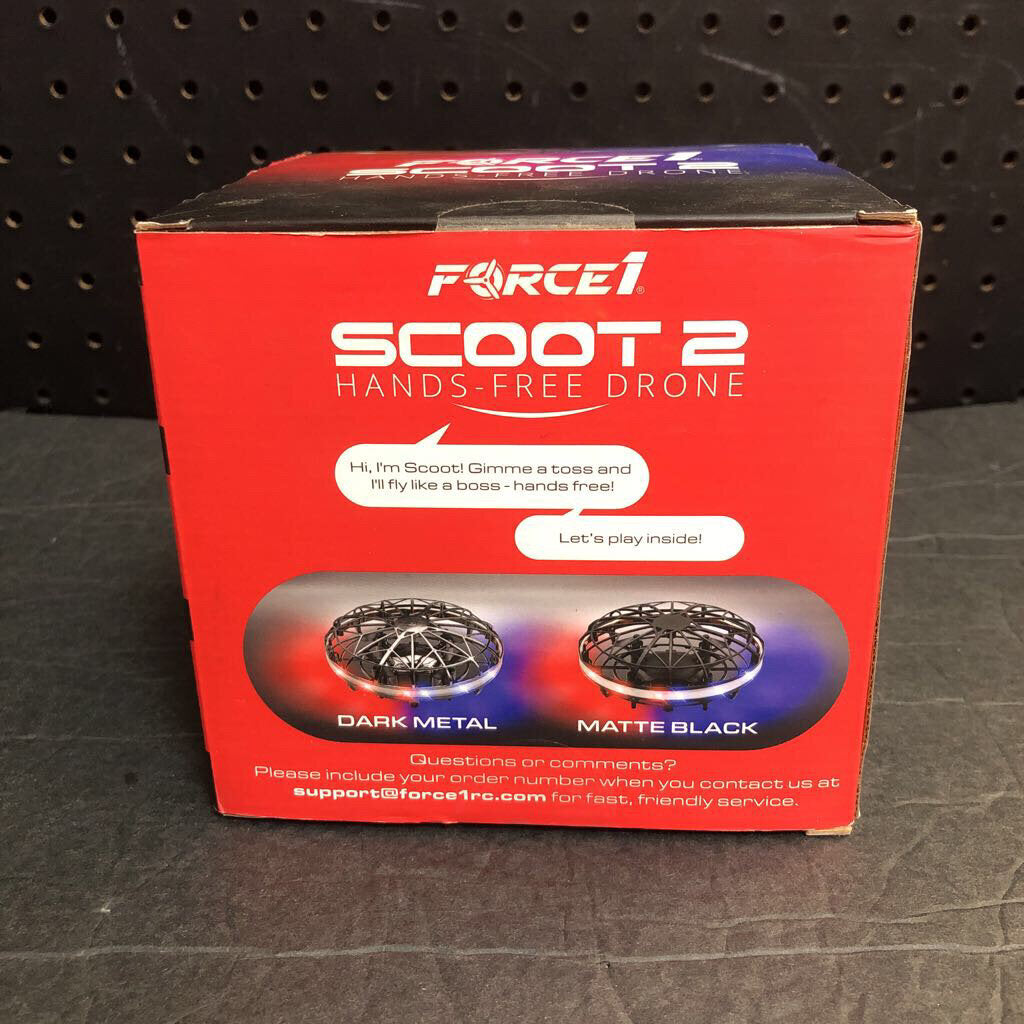 FORCE1
SCOOT 2
HANDS-FREE DRONE
FORCE1®
SCOOT 2
HANDS-FREE DRONE
Hi, I'm Scoot! Gimme a toss and
I'll fly like a boss - hands free!
Let's play inside!
DARK METAL
MATTE BLACK
Questions or comments?
Please include your order number when you contact us at
support@force1rc.com for fast, friendly service.